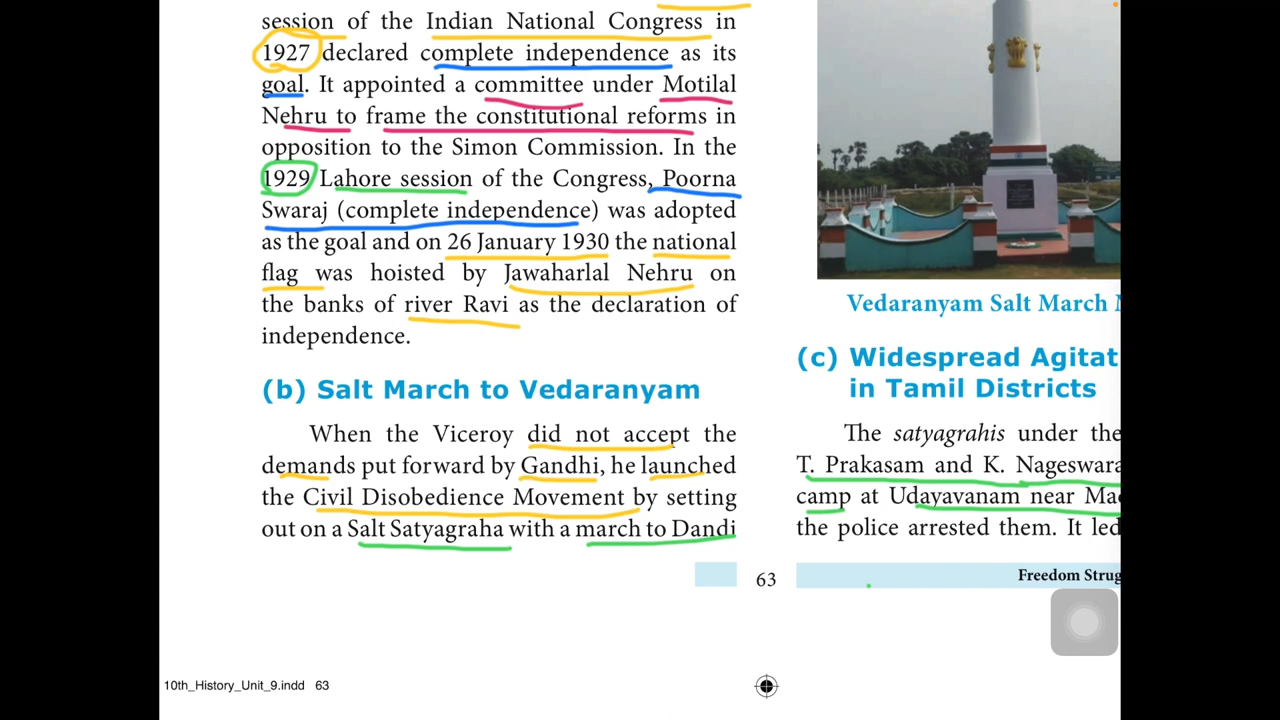 session of the Indian National Congress in
1927 declared complete independence as its
goal. It appointed a committee under Motilal
Nehru to frame the constitutional reforms in
opposition to the Simon Commission. In the
1929 Lahore session of the Congress, Poorna
Swaraj (complete independence) was adopted
as the goal and on 26 January 1930 the national
flag was hoisted by Jawaharlal Nehru on
the banks of river Ravi as the declaration of
independence.
(b) Salt March to Vedaranyam
When the Viceroy did not accept the
demands put forward by Gandhi, he launched
the Civil Disobedience Movement by setting
out on a Salt Satyagraha with a march to Dandi
63
Vedaranyam Salt March
(c) Widespread
in Tamil Districts
The satyagrahis under the
T. Prakasam and K.
camp at Udayavanam near
the police arrested them. It led
Freedom
10th_History_Unit_9.indd 63